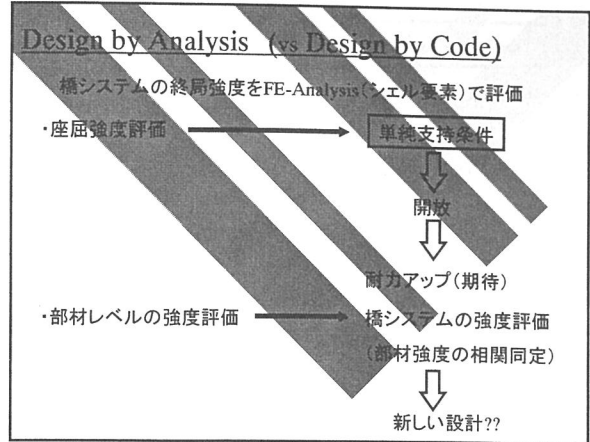 Design by Analysis (vs Design by Code)
橋システムの終局強度をFE-Analysis(シェル要素)で評価
・座屈強度評価
単純支持条件
開放
耐力アップ(期待)
・部材レベルの強度評価
橋システムの強度評価
(部材強度の相関同定)
新しい設計??